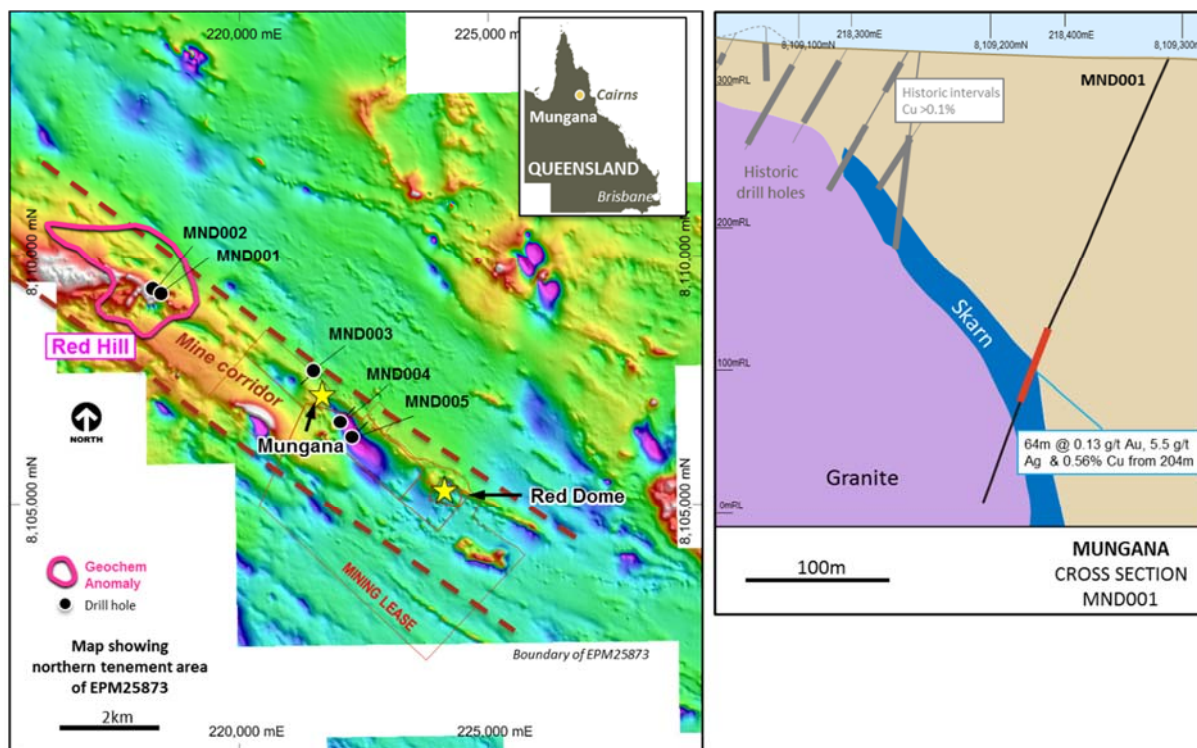 220,000 mE
225,000 mE
Cairns
Mungana
QUEENSLAND
Brisbane
8,110,000 mN
8,110,000 mN
MND002
MND001
Red Hill
Mine corridor
MND003
MND004
MND005
NORTH
Mungana
Red Dome
8,105,000 mN
8,105,000 mN
MINING LEASE
Geochem
Anomaly
Drill hole
Boundary of EPM25873
Map showing
northern tenement area
of EPM25873
2km
220,000 mE
225,000 mE
8,109,100mN
218,300mE
8,109,200mN
218,400mE
8,109,300mN
300mRL
MND001
Historic intervals
Cu >0.1%
Historic
drill holes
200mRL
Skarn
100mRL
64m @ 0.13 g/t Au, 5.5 g/t
Ag & 0.56% Cu from 204m
Granite
0mRL
100m
MUNGANA
CROSS SECTION
MND001